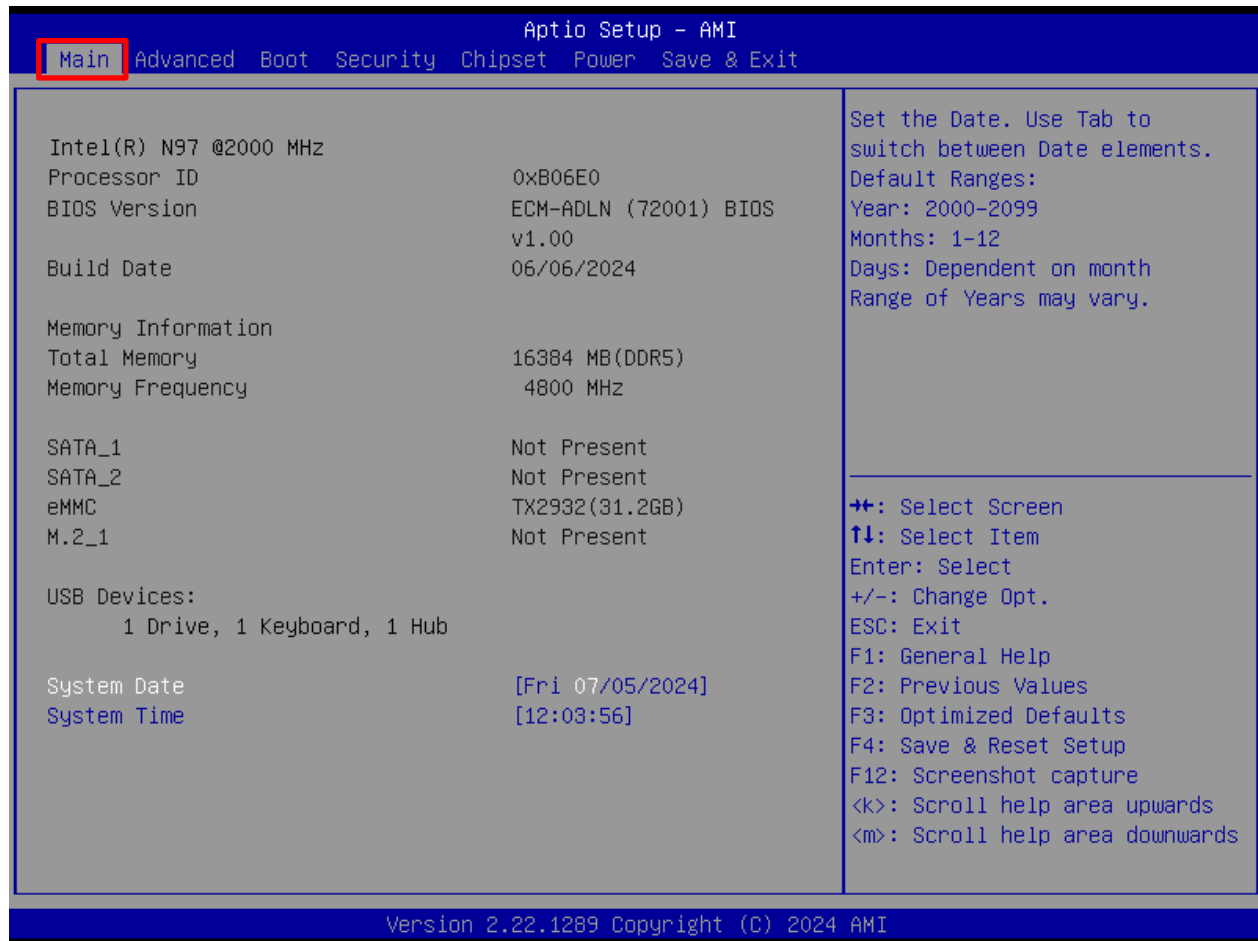 Aptio Setup – AMI
Main Advanced Boot Security Chipset Power Save & Exit
Intel(R) N97 @2000 MHz
Processor ID 0xB06E0
BIOS Version ECM-ADLN (72001) BIOS
v1.00
Build Date 06/06/2024
Memory Information
Total Memory 16384 MB(DDR5)
Memory Frequency 4800 MHz
SATA_1 Not Present
SATA_2 Not Present
eMMC TX2932(31.2GB)
M.2_1 Not Present
USB Devices:
1 Drive, 1 Keyboard, 1 Hub
System Date [Fri 07/05/2024]
System Time [12:03:56]
Set the Date. Use Tab to
switch between Date elements.
Default Ranges:
Year: 2000-2099
Months: 1-12
Days: Dependent on month
Range of Years may vary.
→←: Select Screen
↑↓: Select Item
Enter: Select
+/-: Change Opt.
ESC: Exit
F1: General Help
F2: Previous Values
F3: Optimized Defaults
F4: Save & Reset Setup
F12: Screenshot capture
<k>: Scroll help area upwards
<m>: Scroll help area downwards
Version 2.22.1289 Copyright (C) 2024 AMI